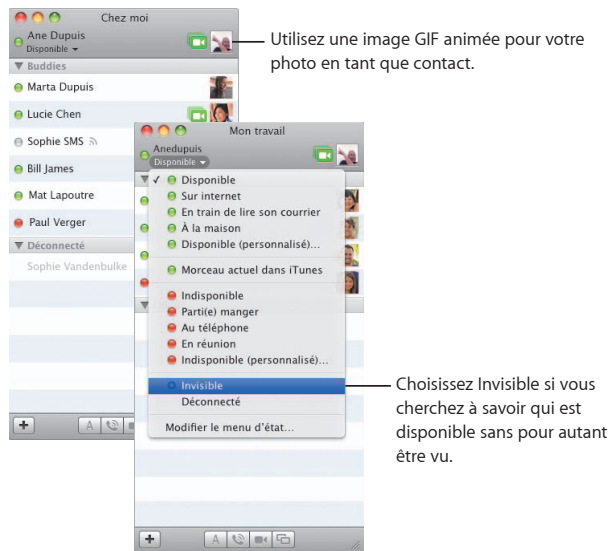 Chez moi
Ane Dupuis
Disponible
Utilisez une image GIF animée pour votre
photo en tant que contact.
Buddies
Marta Dupuis
Lucie Chen
Sophie SMS
Bill James
Mat Lapoutre
Paul Verger
Déconnecté
Sophie Vandenbulke
A
Mon travail
Anedupuis
Disponible
✓ Disponible
Sur internet
En train de lire son courrier
À la maison
Disponible (personnalisé)...
Morceau actuel dans iTunes
Indisponible
Parti(e) manger
Au téléphone
En réunion
Indisponible (personnalisé)...
Invisible
Déconnecté
Modifier le menu d'état...
A
Choisissez Invisible si vous
cherchez à savoir qui est
disponible sans pour autant
être vu.